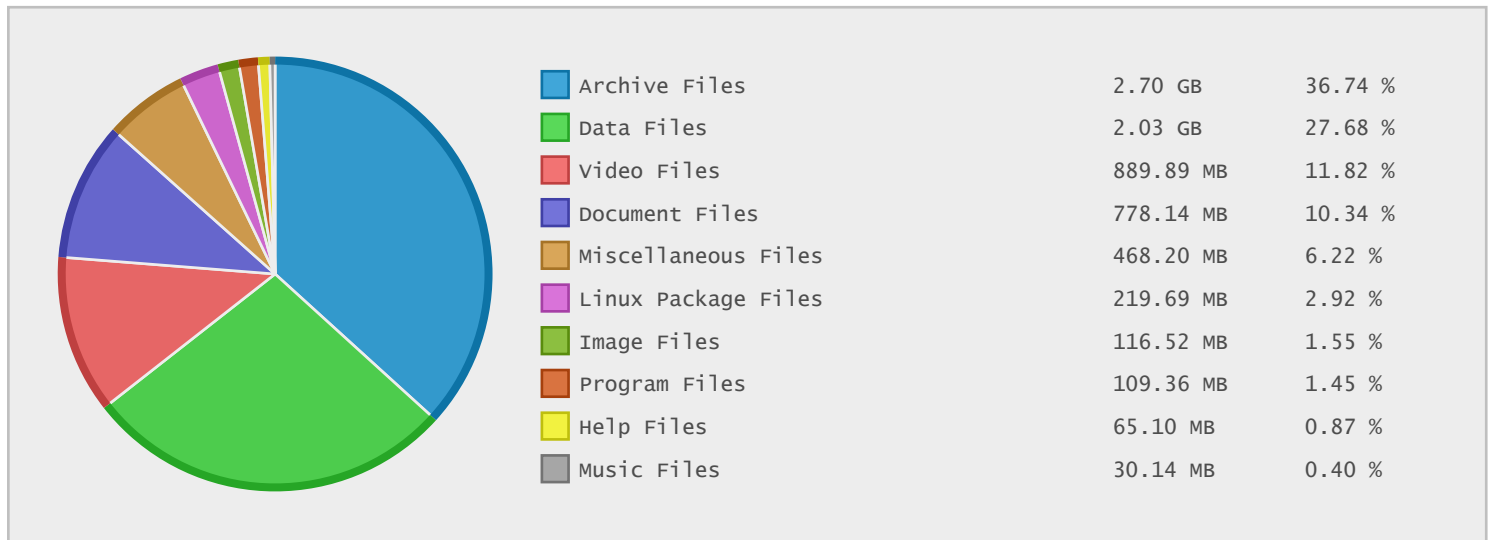 Archive Files 2.70 GB 36.74 %
Data Files 2.03 GB 27.68 %
Video Files 889.89 MB 11.82 %
Document Files 778.14 MB 10.34 %
Miscellaneous Files 468.20 MB 6.22 %
Linux Package Files 219.69 MB 2.92 %
Image Files 116.52 MB 1.55 %
Program Files 109.36 MB 1.45 %
Help Files 65.10 MB 0.87 %
Music Files 30.14 MB 0.40 %